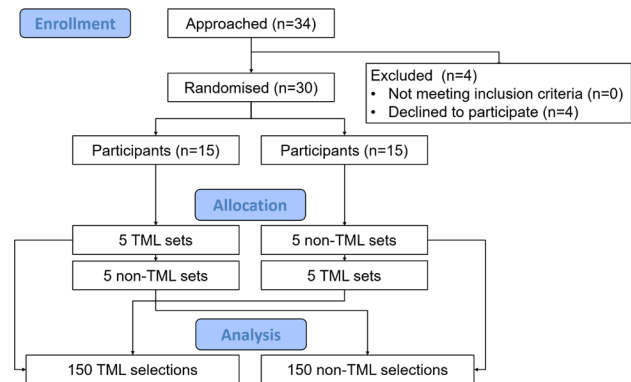 Enrollment
Approached (n=34)
Excluded (n=4)
• Not meeting inclusion criteria (n=0)
• Declined to participate (n=4)
Randomised (n=30)
Participants (n=15)
Participants (n=15)
Allocation
5 TML sets
5 non-TML sets
5 non-TML sets
5 TML sets
Analysis
150 TML selections
150 non-TML selections